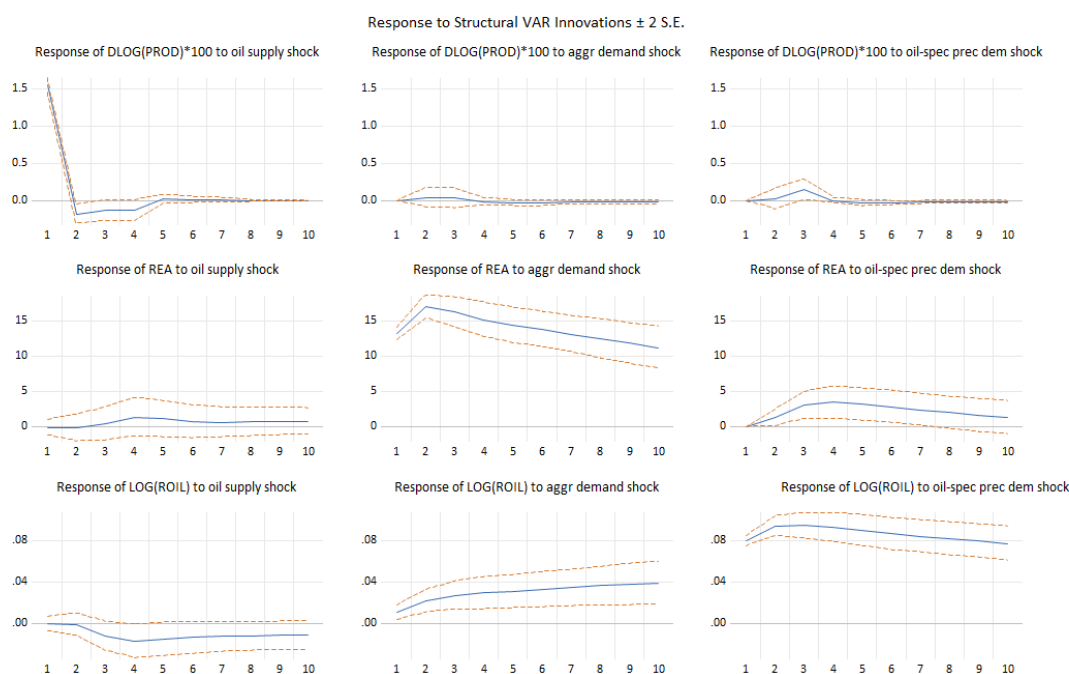 Response to Structural VAR Innovations ± 2 S.E.
Response of DLOG(PROD)*100 to oil supply shock
Response of DLOG(PROD)*100 to aggr demand shock
Response of DLOG(PROD)*100 to oil-spec prec dem shock
1.5
1.0
0.5
0.0
1 2 3 4 5 6 7 8 9 10
1.5
1.0
0.5
0.0
1 2 3 4 5 6 7 8 9 10
1.5
1.0
0.5
0.0
1 2 3 4 5 6 7 8 9 10
Response of REA to oil supply shock
Response of REA to aggr demand shock
Response of REA to oil-spec prec dem shock
15
10
5
0
1 2 3 4 5 6 7 8 9 10
15
10
5
0
1 2 3 4 5 6 7 8 9 10
15
10
5
0
1 2 3 4 5 6 7 8 9 10
Response of LOG(ROIL) to oil supply shock
Response of LOG(ROIL) to aggr demand shock
Response of LOG(ROIL) to oil-spec prec dem shock
.08
.04
.00
1 2 3 4 5 6 7 8 9 10
.08
.04
.00
1 2 3 4 5 6 7 8 9 10
.08
.04
.00
1 2 3 4 5 6 7 8 9 10